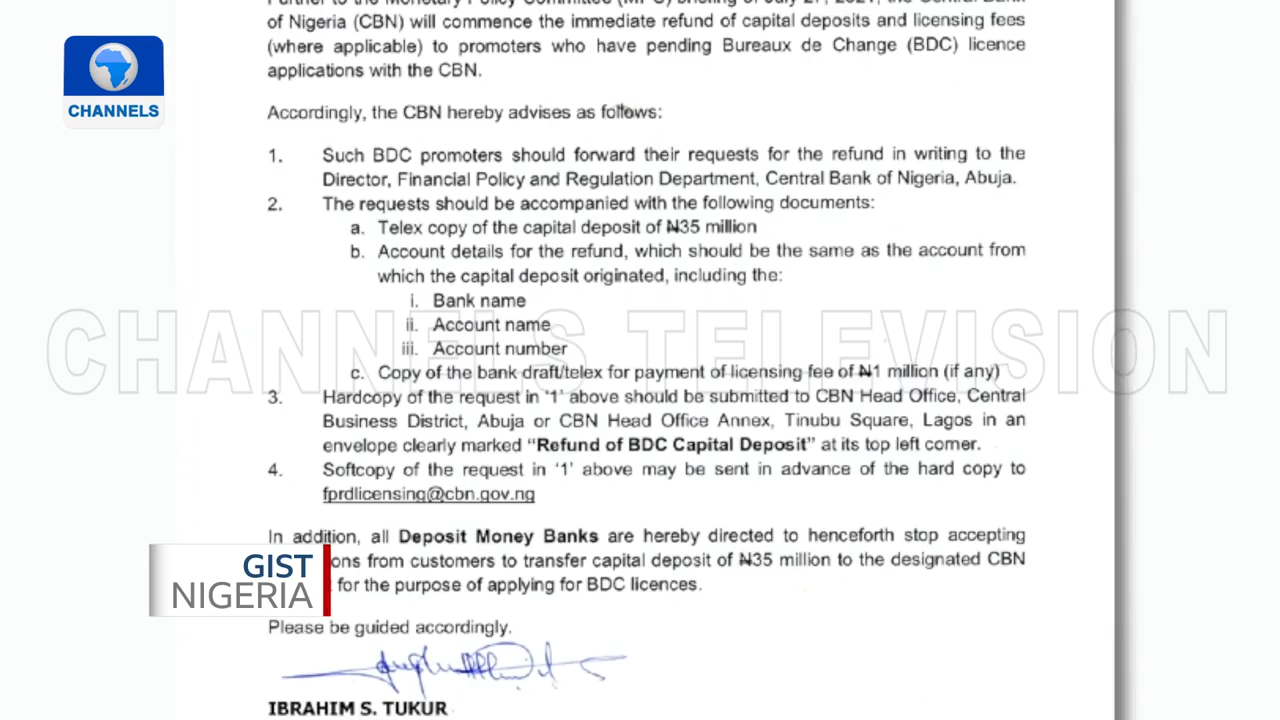 of Nigeria (CBN) will commence the immediate refund of capital deposits and licensing fees
(where applicable) to promoters who have pending Bureaux de Change (BDC) licence
applications with the CBN.
CHANNELS
Accordingly, the CBN hereby advises as follows:
1. Such BDC promoters should forward their requests for the refund in writing to the
Director, Financial Policy and Regulation Department, Central Bank of Nigeria, Abuja.
2. The requests should be accompanied with the following documents:
a. Telex copy of the capital deposit of ₦35 million
b. Account details for the refund, which should be the same as the account from
which the capital deposit originated, including the:
i. Bank name
ii. Account name
iii. Account number
CHANNELS TELEVISION
c. Copy of the bank draft/telex for payment of licensing fee of ₦1 million (if any)
3. Hardcopy of the request in '1' above should be submitted to CBN Head Office, Central
Business District, Abuja or CBN Head Office Annex, Tinubu Square, Lagos in an
envelope clearly marked "Refund of BDC Capital Deposit" at its top left corner.
4. Softcopy of the request in '1' above may be sent in advance of the hard copy to
fprdlicensing@cbn.gov.ng
In addition, all Deposit Money Banks are hereby directed to henceforth stop accepting
ons from customers to transfer capital deposit of ₦35 million to the designated CBN
for the purpose of applying for BDC licences.
GIST
NIGERIA
Please be guided accordingly.
IBRAHIM S. TUKUR